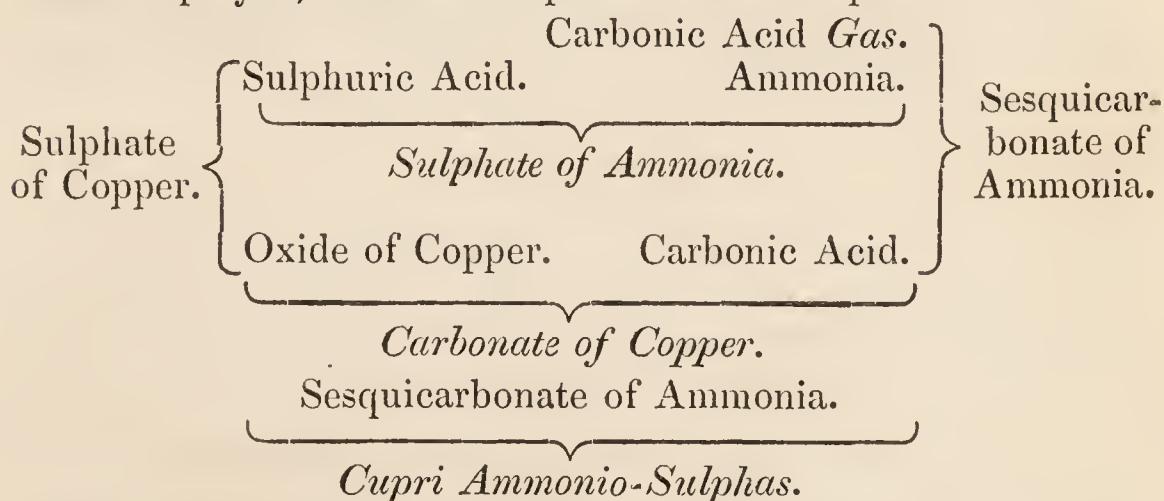 Carbonic Acid Gas.
Sulphuric Acid. Ammonia.
Sulphate of Copper.
Sulphate of Ammonia.
Sesquicar-
bonate of
Ammonia.
Oxide of Copper. Carbonic Acid.
Carbonate of Copper.
Sesquicarbonate of Ammonia.
Cupri Ammonio-Sulphas.